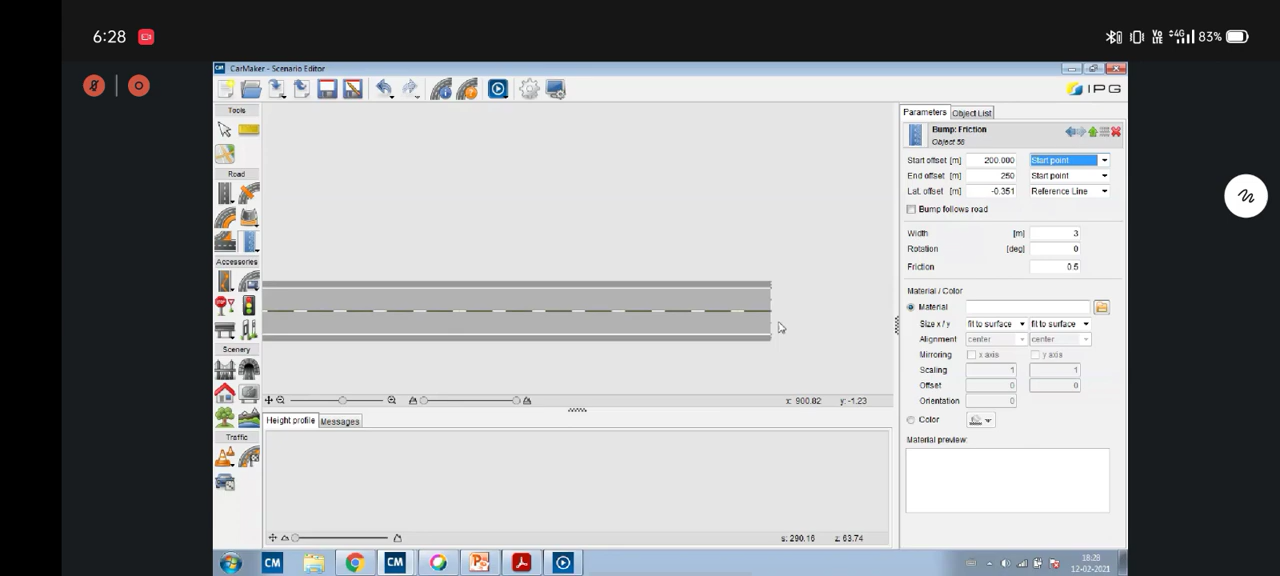 6:28
VO LTE 4G 83%
CarMaker - Scenario Editor
IPG
Tools
Road
Accessories
STOP
Scenery
Traffic
Parameters Object List
Bump: Friction
Object 56
Start offset [m] 200.000 Start point
End offset [m] 250 Start point
Lat. offset [m] -0.351 Reference Line
Bump follows road
Width [m] 3
Rotation [deg] 0
Friction 0.5
Material / Color
Material
Size x / y fit to surface fit to surface
Alignment center center
Mirroring x axis y axis
Scaling 1 1
Offset 0 0
Orientation 0
Color
Material preview:
x: 900.82 y: -1.23
Height profile Messages
s: 290.16 z: 63.74
CM CM
18:28
12-02-2021